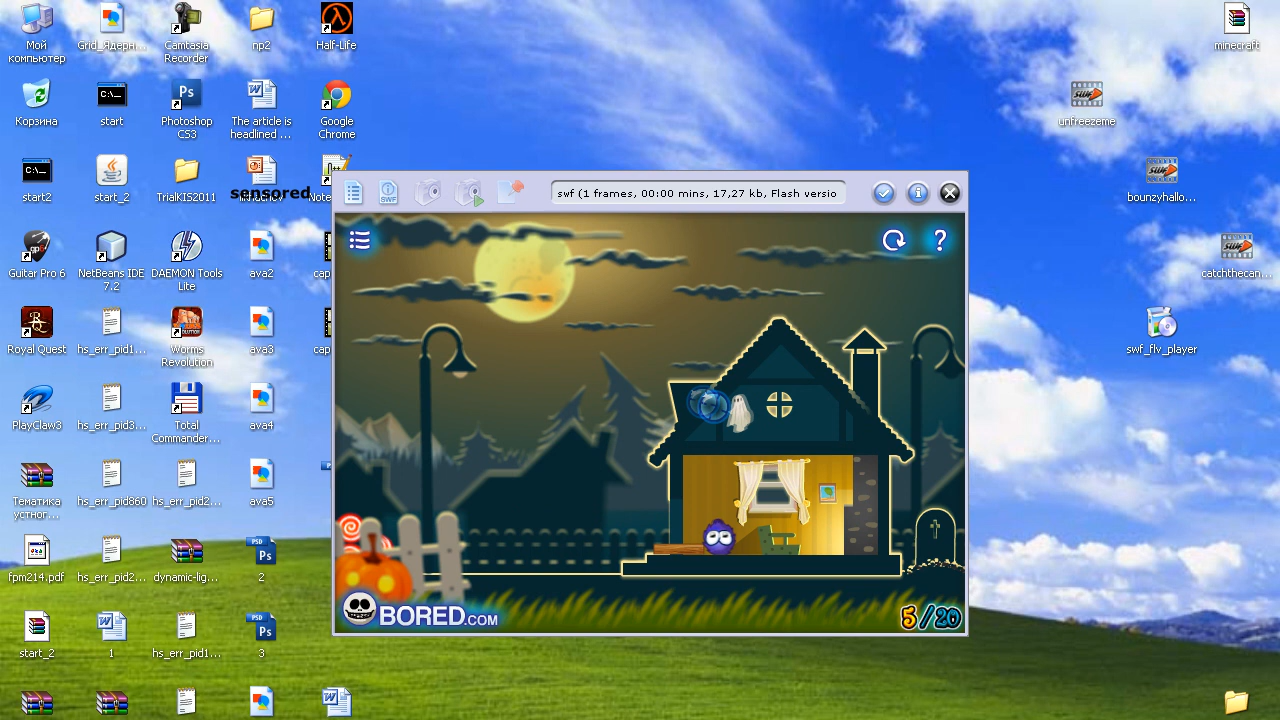 Мой
компьютер
Grid_Ядерн...
Camtasia
Recorder
np2
Half-Life
minecraft
Корзина
start
Photoshop
CS3
The article is
headlined ...
Google
Chrome
unfreezeme
start2
start_2
TrialKIS2011
sensored
Note
swf (1 frames, 00:00 mins, 17,27 kb, Flash versio
bounzyhallo...
Guitar Pro 6
NetBeans IDE
7.2
DAEMON Tools
Lite
ava2
cap
catchthecan...
Royal Quest
hs_err_pid1...
Worms
Revolution
ava3
cap
swf_flv_player
PlayClaw3
hs_err_pid3...
Total
Commander...
ava4
Тематика
устног...
hs_err_pid860
hs_err_pid2...
ava5
fpm214.pdf
hs_err_pid2...
dynamic-lig...
2
start_2
1
hs_err_pid1...
3
BORED.COM
5/20